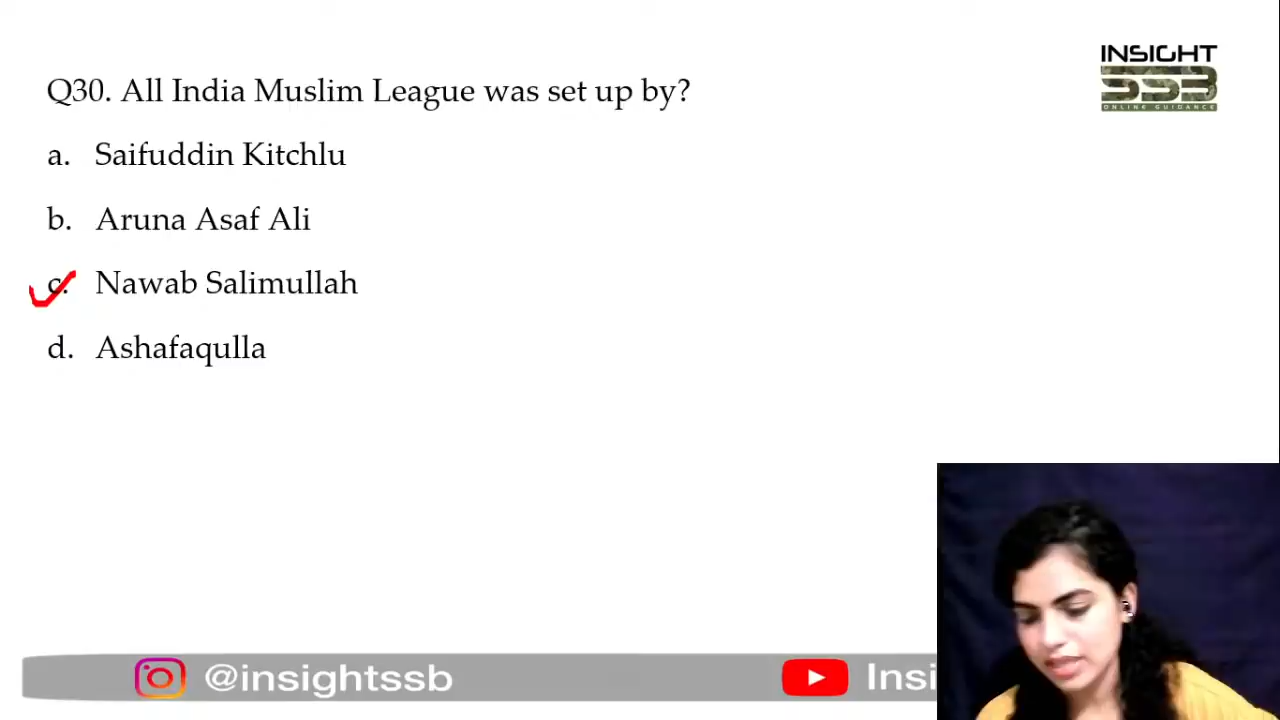 INSIGHT
SSB
ONLINE GUIDANCE
Q30. All India Muslim League was set up by?
a. Saifuddin Kitchlu
b. Aruna Asaf Ali
c. Nawab Salimullah
d. Ashafaqulla
@insightssb
Insi